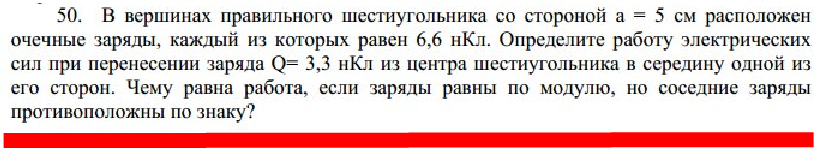 50. В вершинах правильного шестиугольника со стороной a = 5 см расположен
очечные заряды, каждый из которых равен 6,6 нКл. Определите работу электрических
сил при перенесении заряда Q= 3,3 нКл из центра шестиугольника в середину одной из
его сторон. Чему равна работа, если заряды равны по модулю, но соседние заряды
противоположны по знаку?